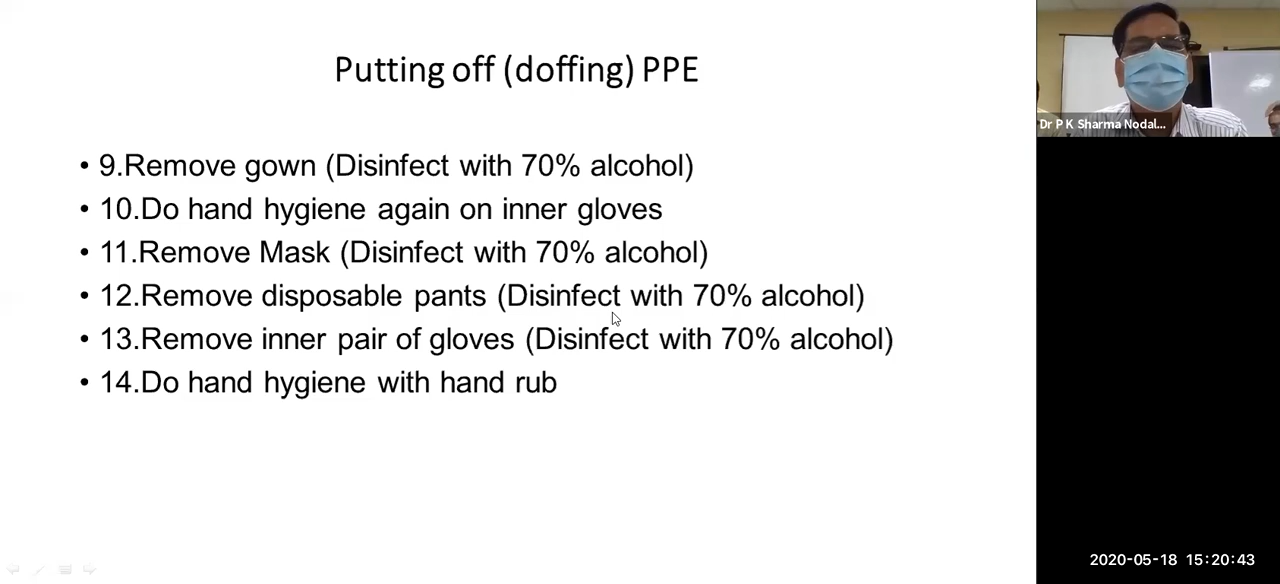 Putting off (doffing) PPE
• 9.Remove gown (Disinfect with 70% alcohol)
• 10.Do hand hygiene again on inner gloves
• 11.Remove Mask (Disinfect with 70% alcohol)
• 12.Remove disposable pants (Disinfect with 70% alcohol)
• 13.Remove inner pair of gloves (Disinfect with 70% alcohol)
• 14.Do hand hygiene with hand rub
Dr P K Sharma Nodal...
2020-05-18 15:20:43